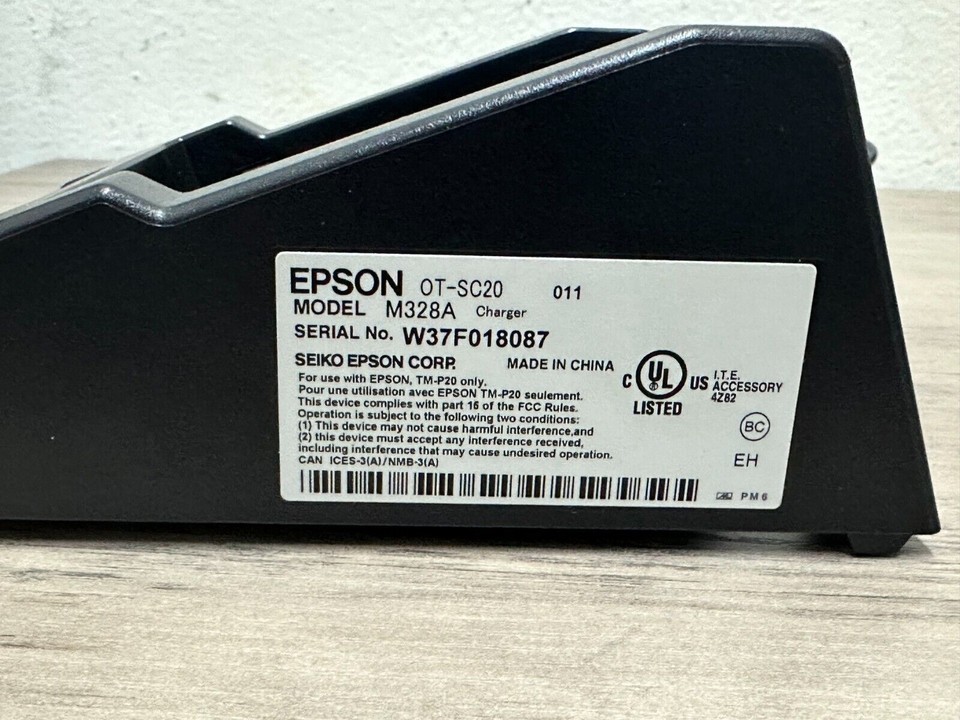 EPSON OT-SC20 011
MODEL M328A Charger
SERIAL No. W37F018087
SEIKO EPSON CORP. MADE IN CHINA
For use with EPSON, TM-P20 only.
Pour une utilisation avec EPSON TM-P20 seulement.
This device complies with part 16 of the FCC Rules.
Operation is subject to the following two conditions:
(1) This device may not cause harmful interference,and
(2) this device must accept any interference received,
including interference that may cause undesired operation.
CAN ICES-3(A)/NMB-3(A)
C UL US
LISTED
I.T.E.
ACCESSORY
4Z82
BC
EH
PM6